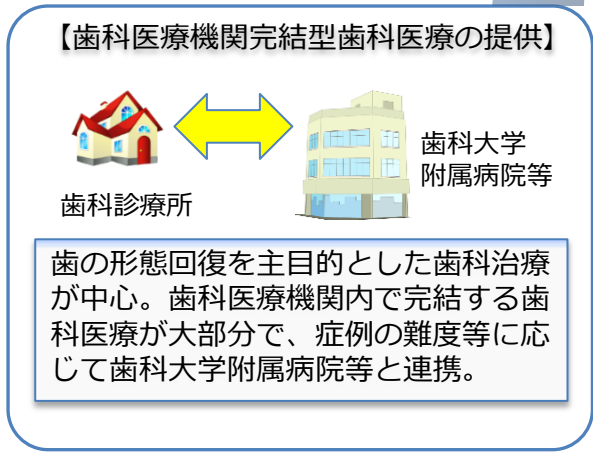 【歯科医療機関完結型歯科医療の提供】
歯科診療所
歯科大学
附属病院等
歯の形態回復を主目的とした歯科治療
が中心。歯科医療機関内で完結する歯
科医療が大部分で、症例の難度等に応
じて歯科大学附属病院等と連携。